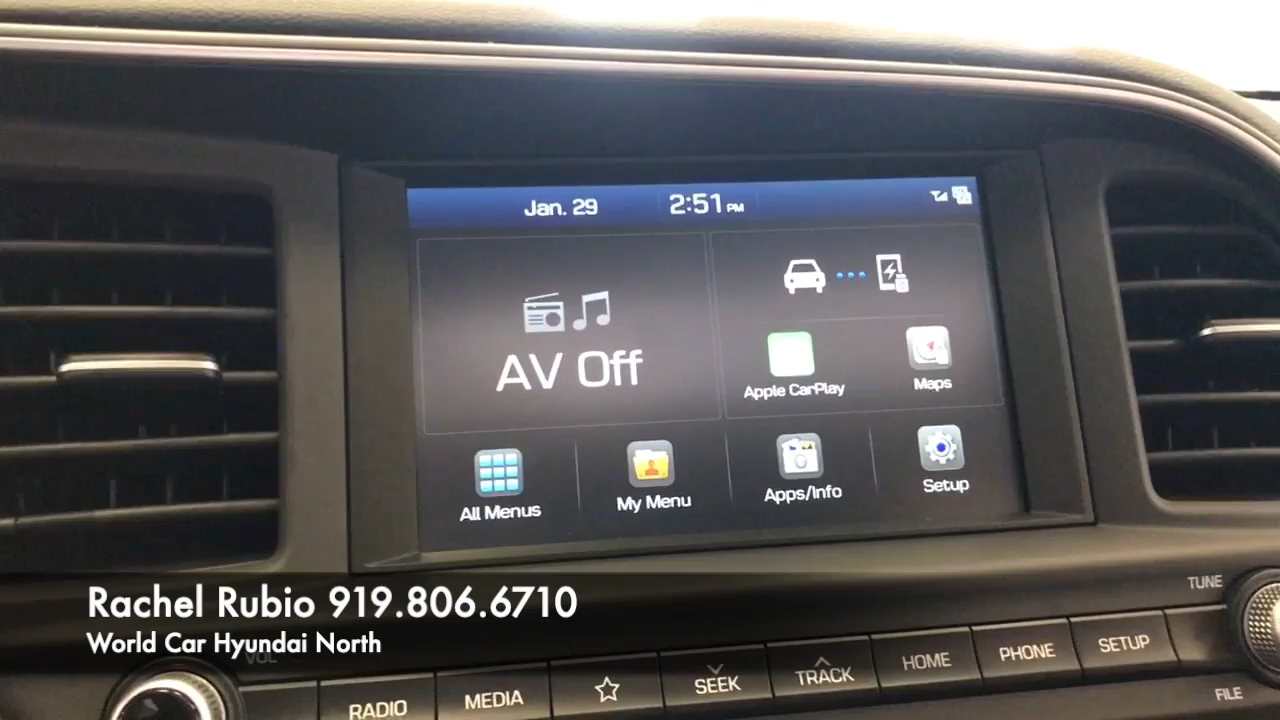 Jan. 29 2:51 PM
AV Off
Apple CarPlay Maps
All Menus My Menu Apps/Info Setup
Rachel Rubio 919.806.6710
World Car Hyundai North
TUNE
VOL
RADIO MEDIA SEEK TRACK HOME PHONE SETUP
FILE